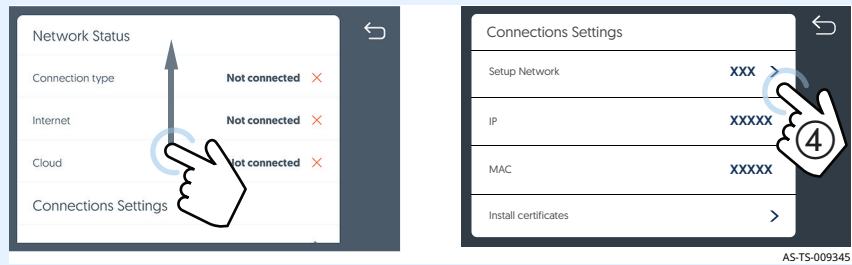 Network Status
Connection type Not connected
Internet Not connected
Cloud Not connected
Connections Settings
Connections Settings
Setup Network XXX
IP XXXXX
MAC XXXXX
Install certificates
4
AS-TS-009345